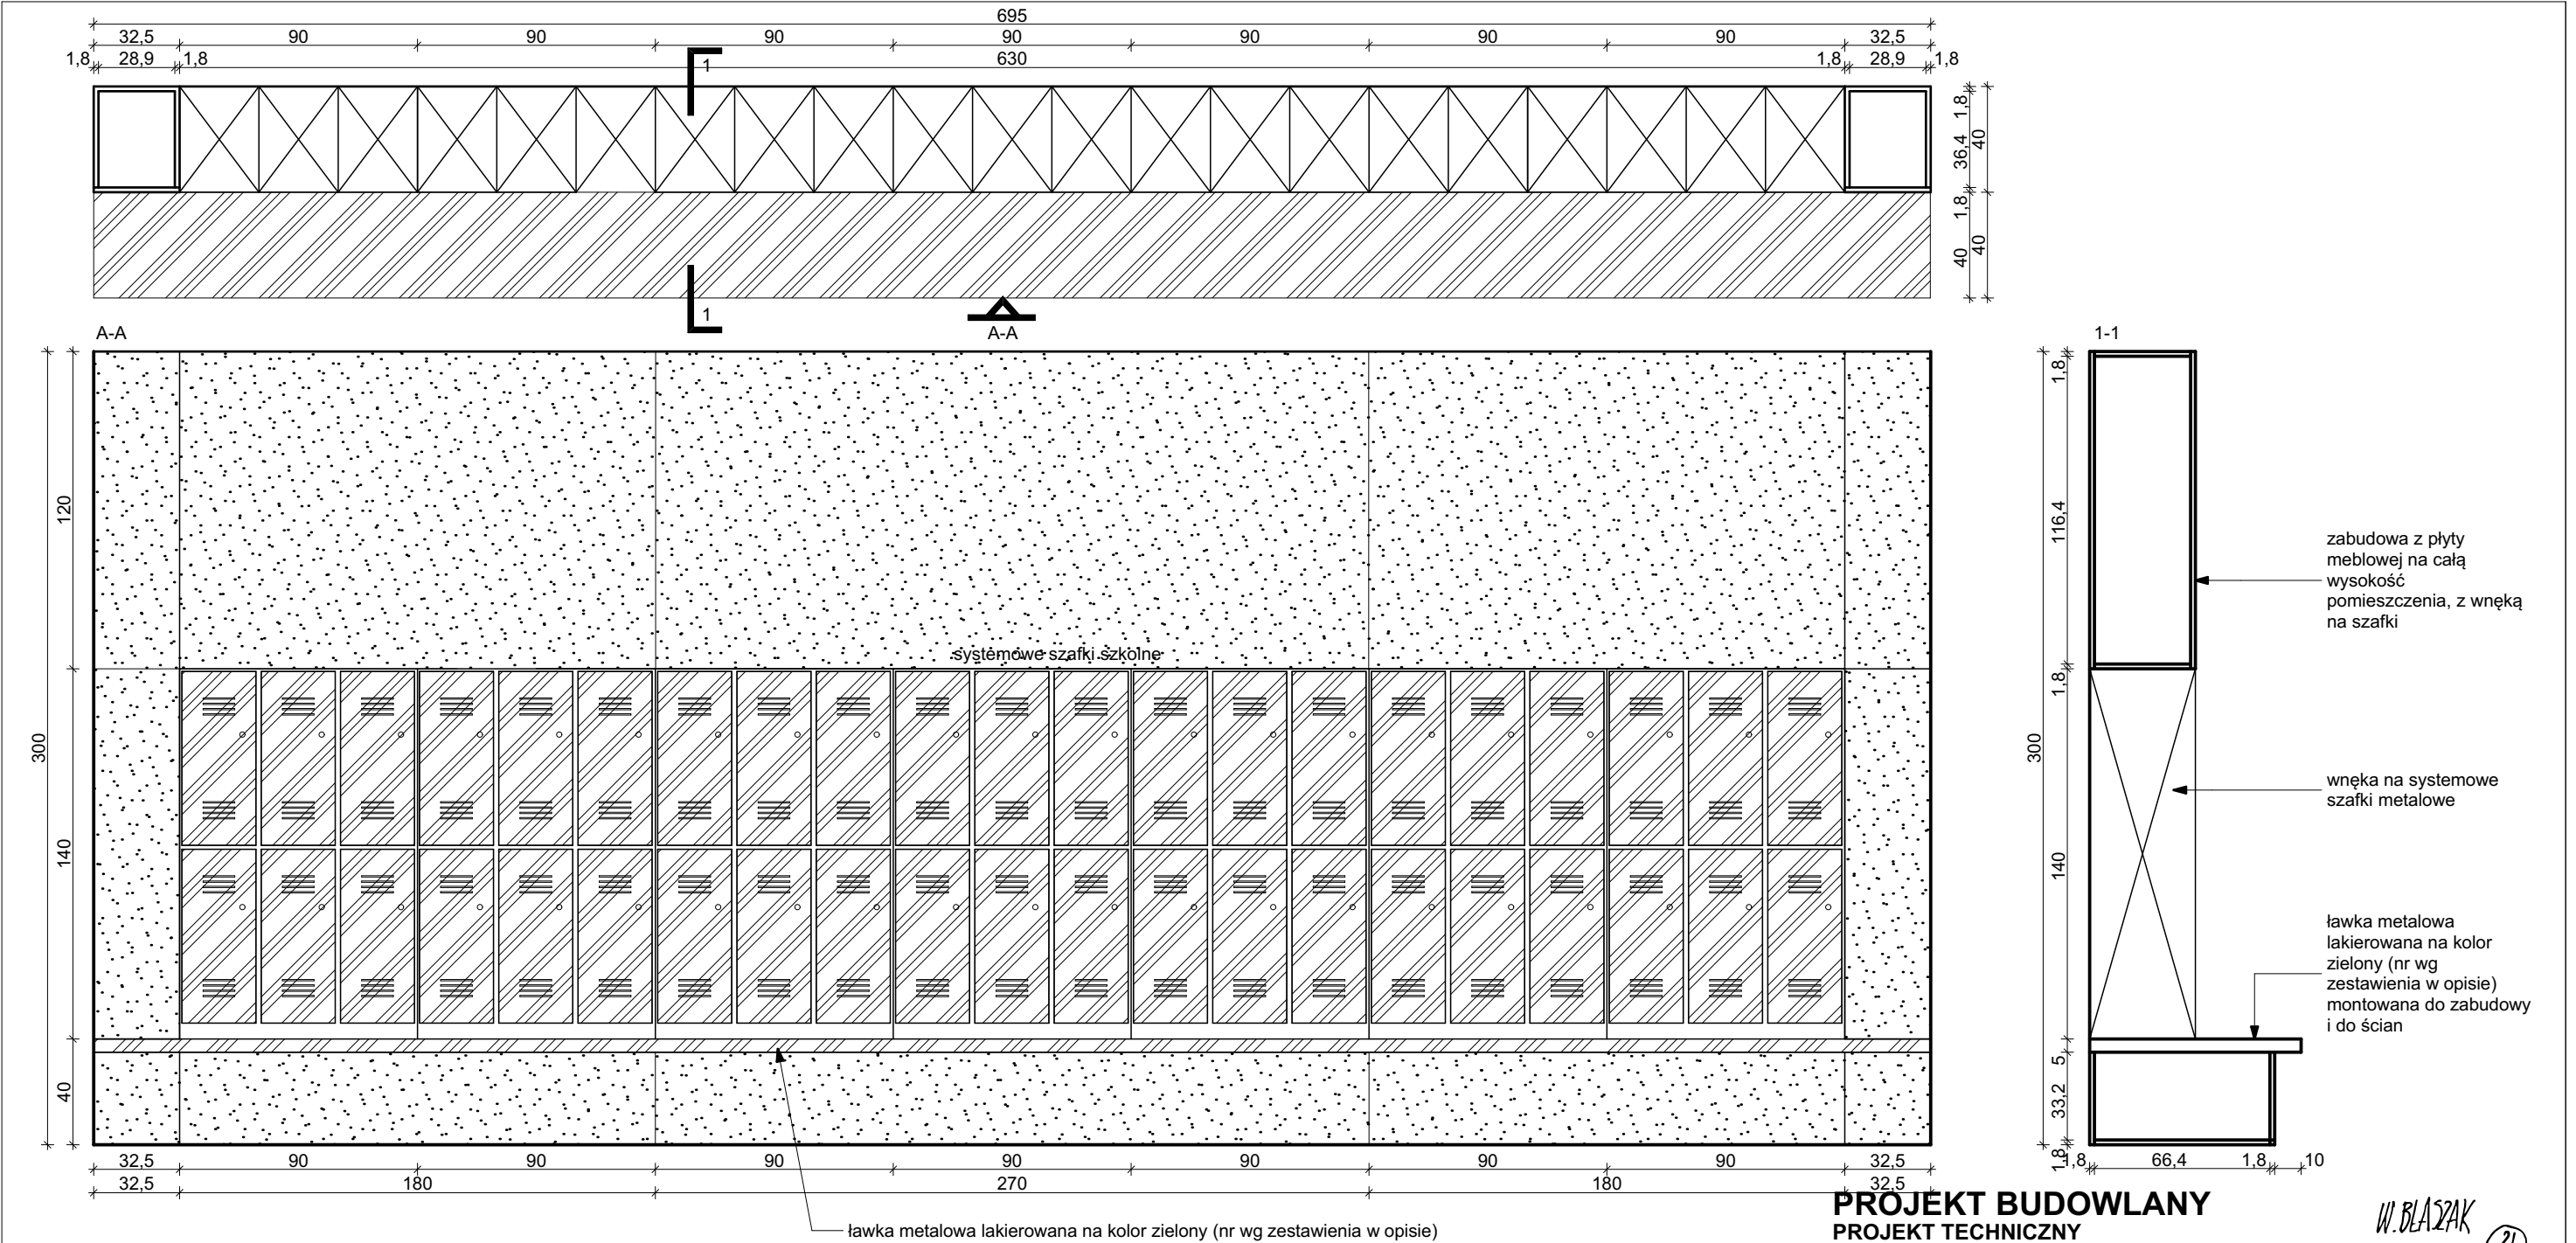 695
32,5 90 90 90 90 90 90 90 32,5
1,8 28,9 1,8 630 1,8 28,9 1,8
1
1,8
36,4
1,8
40
40
40
1
A-A
A-A
1-1
120
140
40
300
systemowe szafki szkolne
1,8
116,4
1,8
140
5
33,2
1,8
300
zabudowa z płyty
meblowej na całą
wysokość
pomieszczenia, z wnęką
na szafki
wnęka na systemowe
szafki metalowe
ławka metalowa
lakierowana na kolor
zielony (nr wg
zestawienia w opisie)
montowana do zabudowy
i do ścian
32,5 90 90 90 90 90 90 90 32,5
32,5 180 270 180 32,5
1,8 66,4 1,8 10
ławka metalowa lakierowana na kolor zielony (nr wg zestawienia w opisie)
PROJEKT BUDOWLANY
PROJEKT TECHNICZNY
W. BLASZAK